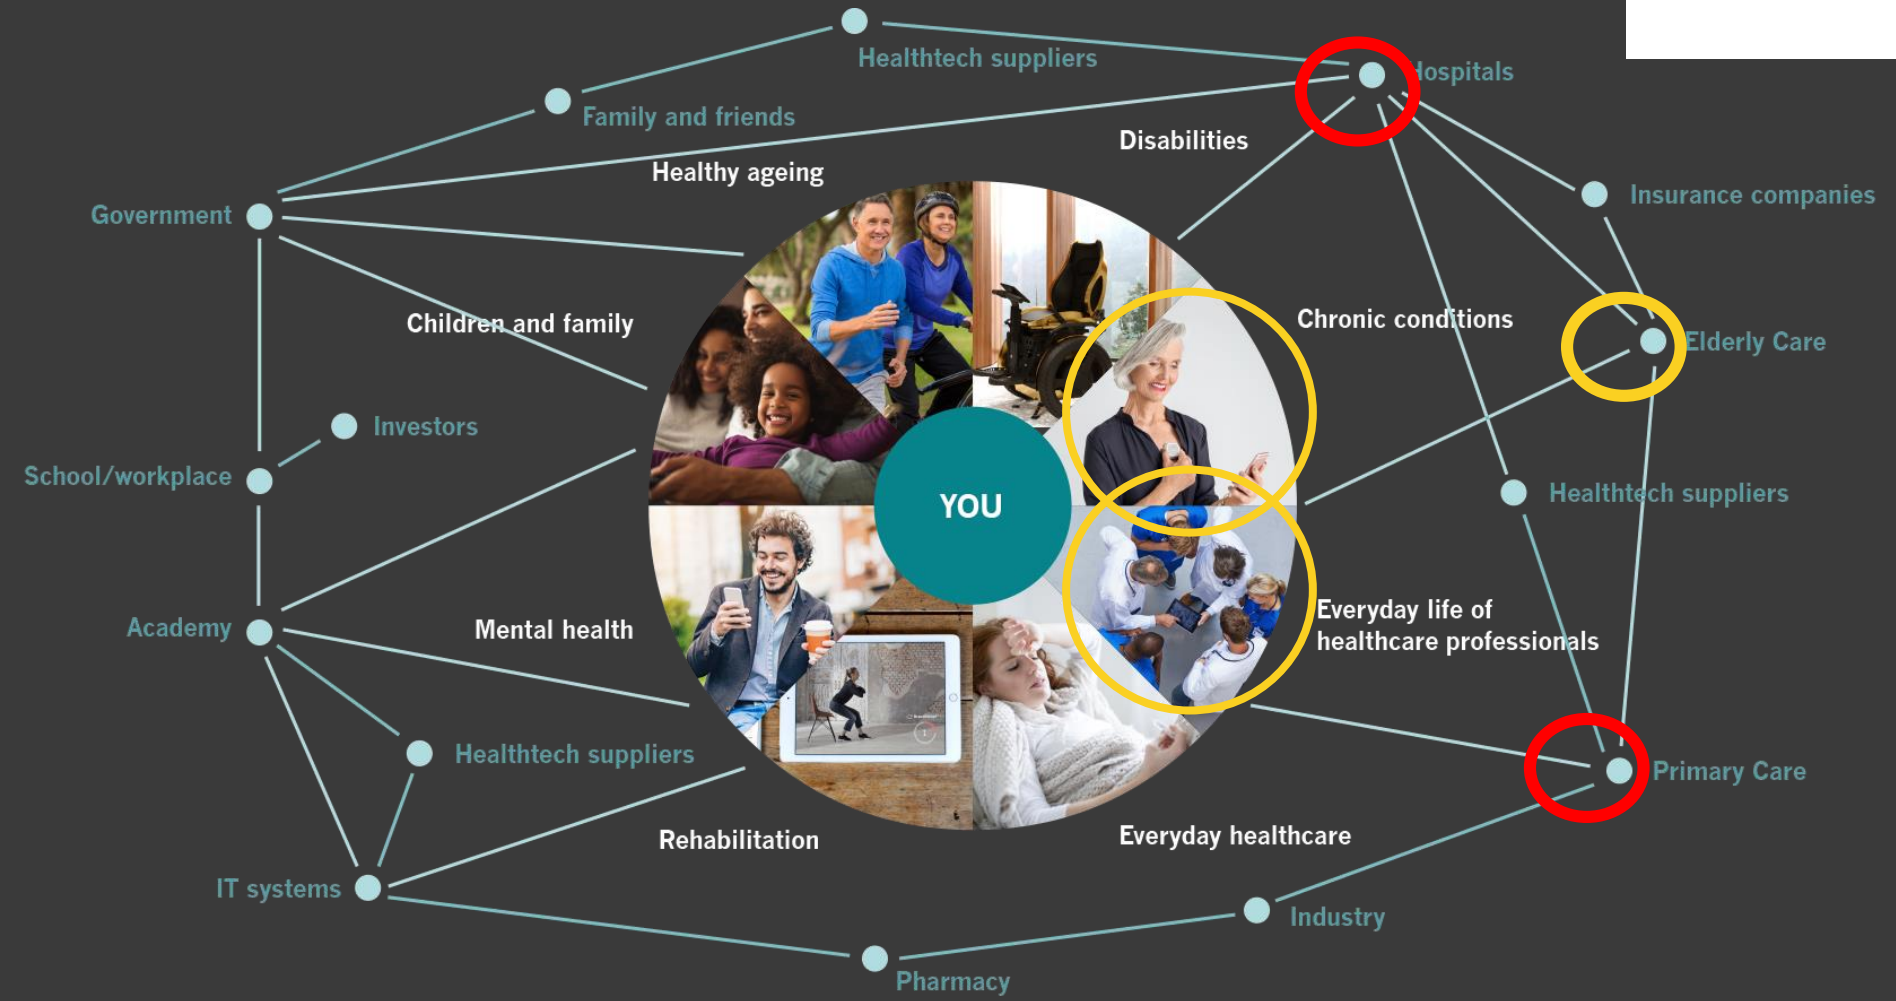 Healthtech suppliers
Hospitals
Family and friends
Disabilities
Healthy ageing
Insurance companies
Government
Children and family
Chronic conditions
Elderly Care
Investors
School/workplace
YOU
Healthtech suppliers
Academy
Mental health
Everyday life of
healthcare professionals
Healthtech suppliers
Primary Care
Rehabilitation
Everyday healthcare
IT systems
Industry
Pharmacy